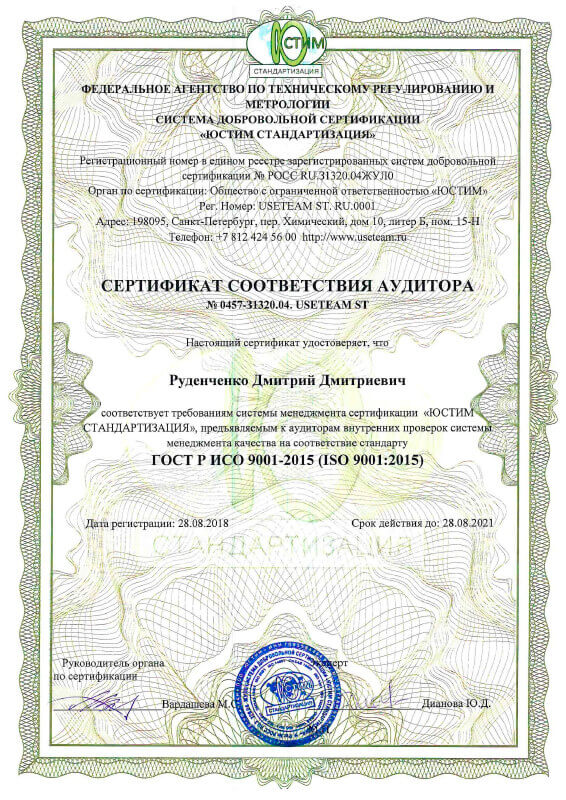 ЮСТИМ
СТАНДАРТИЗАЦИЯ
ФЕДЕРАЛЬНОЕ АГЕНТСТВО ПО ТЕХНИЧЕСКОМУ РЕГУЛИРОВАНИЮ И
МЕТРОЛОГИИ
СИСТЕМА ДОБРОВОЛЬНОЙ СЕРТИФИКАЦИИ
«ЮСТИМ СТАНДАРТИЗАЦИЯ»
Регистрационный номер в едином реестре зарегистрированных систем добровольной
сертификации № РОСС RU.31320.04ЖУЛ0
Орган по сертификации: Общество с ограниченной ответственностью «ЮСТИМ»
Рег. Номер: USETEAM ST. RU.0001
Адрес: 198095, Санкт-Петербург, пер. Химический, дом 10, литер Б, пом. 15-Н
Телефон: +7 812 424 56 00 http://www.useteam.ru
СЕРТИФИКАТ СООТВЕТСТВИЯ АУДИТОРА
№ 0457-31320.04. USETEAM ST
Настоящий сертификат удостоверяет, что
Руденченко Дмитрий Дмитриевич
соответствует требованиям системы менеджмента сертификации «ЮСТИМ
СТАНДАРТИЗАЦИЯ», предъявляемым к аудиторам внутренних проверок системы
менеджмента качества на соответствие стандарту
ГОСТ Р ИСО 9001-2015 (ISO 9001:2015)
Дата регистрации: 28.08.2018
Срок действия до: 28.08.2021
СТАНДАРТИЗАЦИЯ
Руководитель органа
по сертификации
Эксперт
Вардашева М.С.
Дианова Ю.Д.
СТАНДАРТИЗАЦИЯ